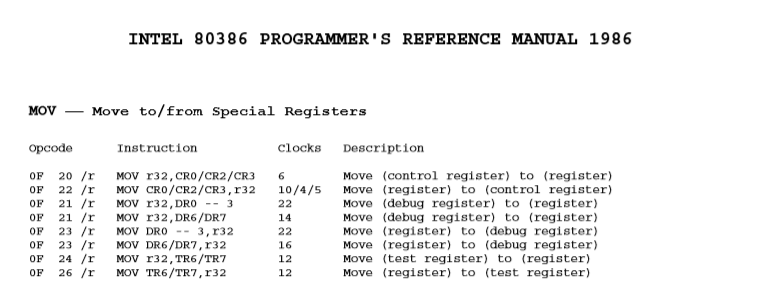 INTEL 80386 PROGRAMMER'S REFERENCE MANUAL 1986
MOV –– Move to/from Special Registers
Opcode Instruction Clocks Description
0F 20 /r MOV r32,CR0/CR2/CR3 6 Move (control register) to (register)
0F 22 /r MOV CR0/CR2/CR3,r32 10/4/5 Move (register) to (control register)
0F 21 /r MOV r32,DR0 -- 3 22 Move (debug register) to (register)
0F 21 /r MOV r32,DR6/DR7 14 Move (debug register) to (register)
0F 23 /r MOV DR0 -- 3,r32 22 Move (register) to (debug register)
0F 23 /r MOV DR6/DR7,r32 16 Move (register) to (debug register)
0F 24 /r MOV r32,TR6/TR7 12 Move (test register) to (register)
0F 26 /r MOV TR6/TR7,r32 12 Move (register) to (test register)